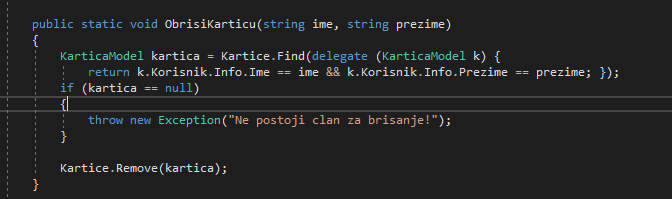 public static void ObrisiKarticu(string ime, string prezime)
{
KarticaModel kartica = Kartice.Find(delegate (KarticaModel k) {
return k.Korisnik.Info.Ime == ime && k.Korisnik.Info.Prezime == prezime; });
if (kartica == null)
{
throw new Exception("Ne postoji clan za brisanje!");
}
Kartice.Remove(kartica);
}